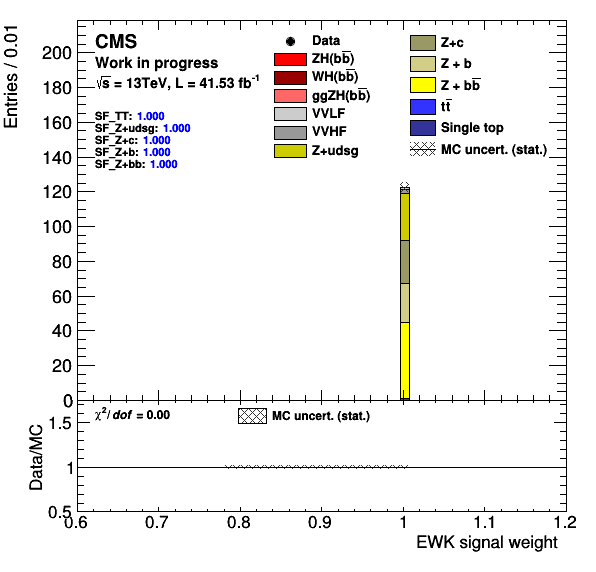 CMS
Work in progress
√s = 13TeV, L = 41.53 fb⁻¹
SF_TT: 1.000
SF_Z+udsg: 1.000
SF_Z+c: 1.000
SF_Z+b: 1.000
SF_Z+bb: 1.000
Data
ZH(bb̅)
WH(bb̅)
ggZH(bb̅)
VVLF
VVHF
Z+udsg
Z+c
Z + b
Z + bb̅
tt̅
Single top
MC uncert. (stat.)
Entries / 0.01
200
180
160
140
120
100
80
60
40
20
0
χ²/dof = 0.00
MC uncert. (stat.)
Data/MC
1.5
1
0.5
0.6 0.7 0.8 0.9 1 1.1 1.2
EWK signal weight